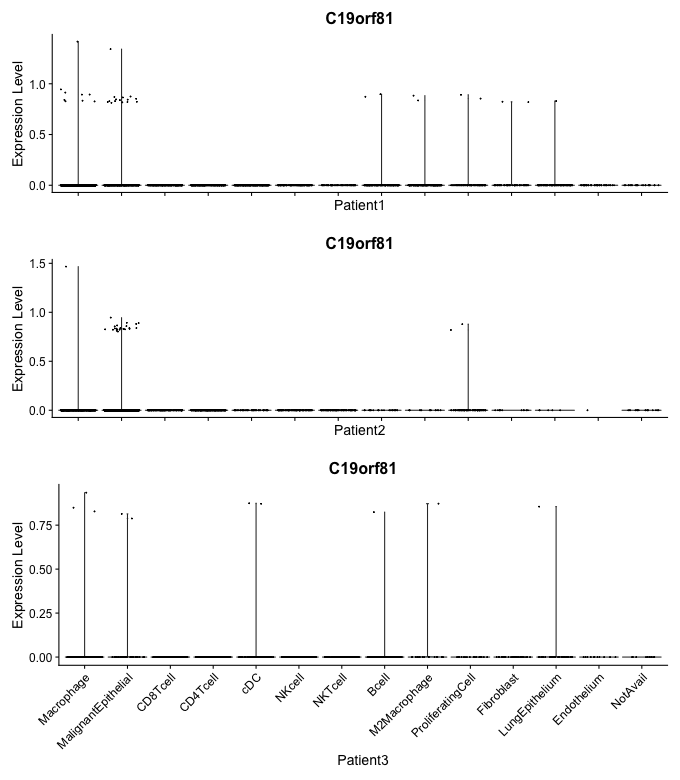 C19orf81
Expression Level
1.0
0.5
0.0
Patient1
C19orf81
Expression Level
1.5
1.0
0.5
0.0
Patient2
C19orf81
Expression Level
0.75
0.50
0.25
0.00
Macrophage
MalignantEpithelial
CD8Tcell
CD4Tcell
cDC
NKcell
NKTcell
Bcell
M2Macrophage
ProliferatingCell
Fibroblast
LungEpithelium
Endothelium
NotAvail
Patient3